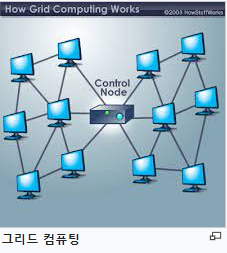 How Grid Computing Works
©2003 HowStuffWorks
Control
Node
그리드 컴퓨팅